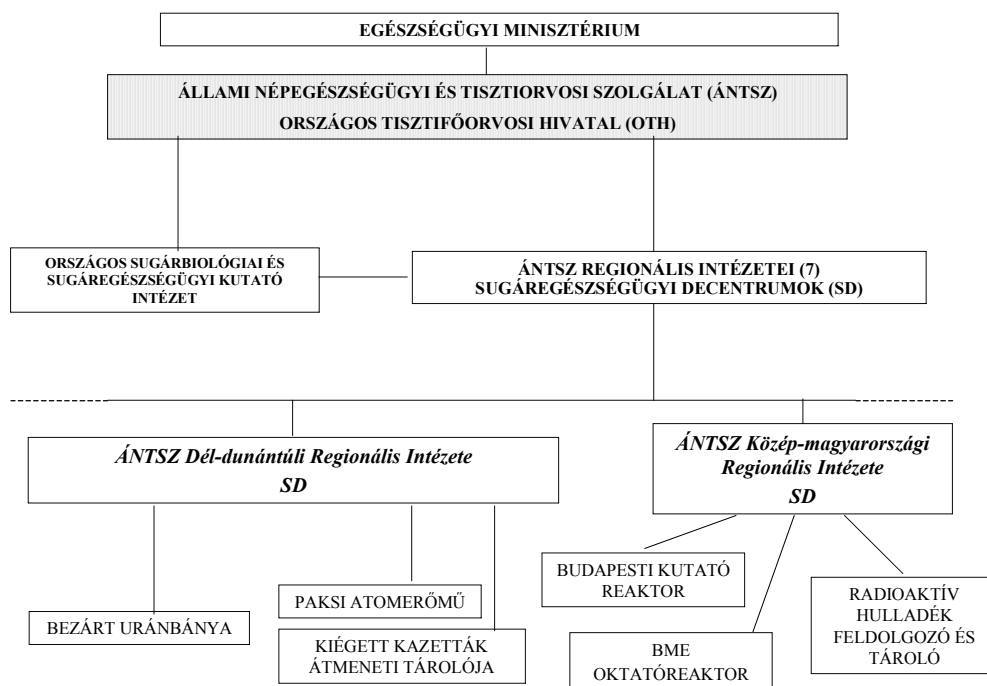 EGÉSZSÉGÜGYI MINISZTÉRIUM
ÁLLAMI NÉPEGÉSZSÉGÜGYI ÉS TISZTIORVOSI SZOLGÁLAT (ÁNTSZ)
ORSZÁGOS TISZTIFŐORVOSI HIVATAL (OTH)
ORSZÁGOS SUGÁRBIOLÓGIAI ÉS
SUGÁREGÉSZSÉGÜGYI KUTATÓ
INTÉZET
ÁNTSZ REGIONÁLIS INTÉZETEI (7)
SUGÁREGÉSZSÉGÜGYI DECENTRUMOK (SD)
ÁNTSZ Dél-dunántúli Regionális Intézete
SD
ÁNTSZ Közép-magyarországi
Regionális Intézete
SD
BEZÁRT URÁNBÁNYA
PAKSI ATOMERŐMŰ
KIÉGETT KAZETTÁK
ÁTMENETI TÁROLÓJA
BUDAPESTI KUTATÓ
REAKTOR
BME
OKTATÓREAKTOR
RADIOAKTÍV
HULLADÉK
FELDOLGOZÓ ÉS
TÁROLÓ